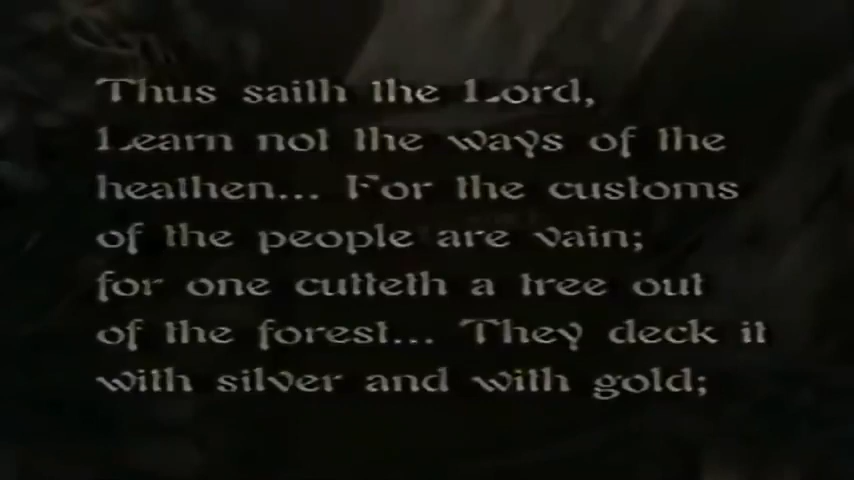 Thus saith the Lord,
Learn not the ways of the
heathen... For the customs
of the people are vain;
for one cutteth a tree out
of the forest... They deck it
with silver and with gold;